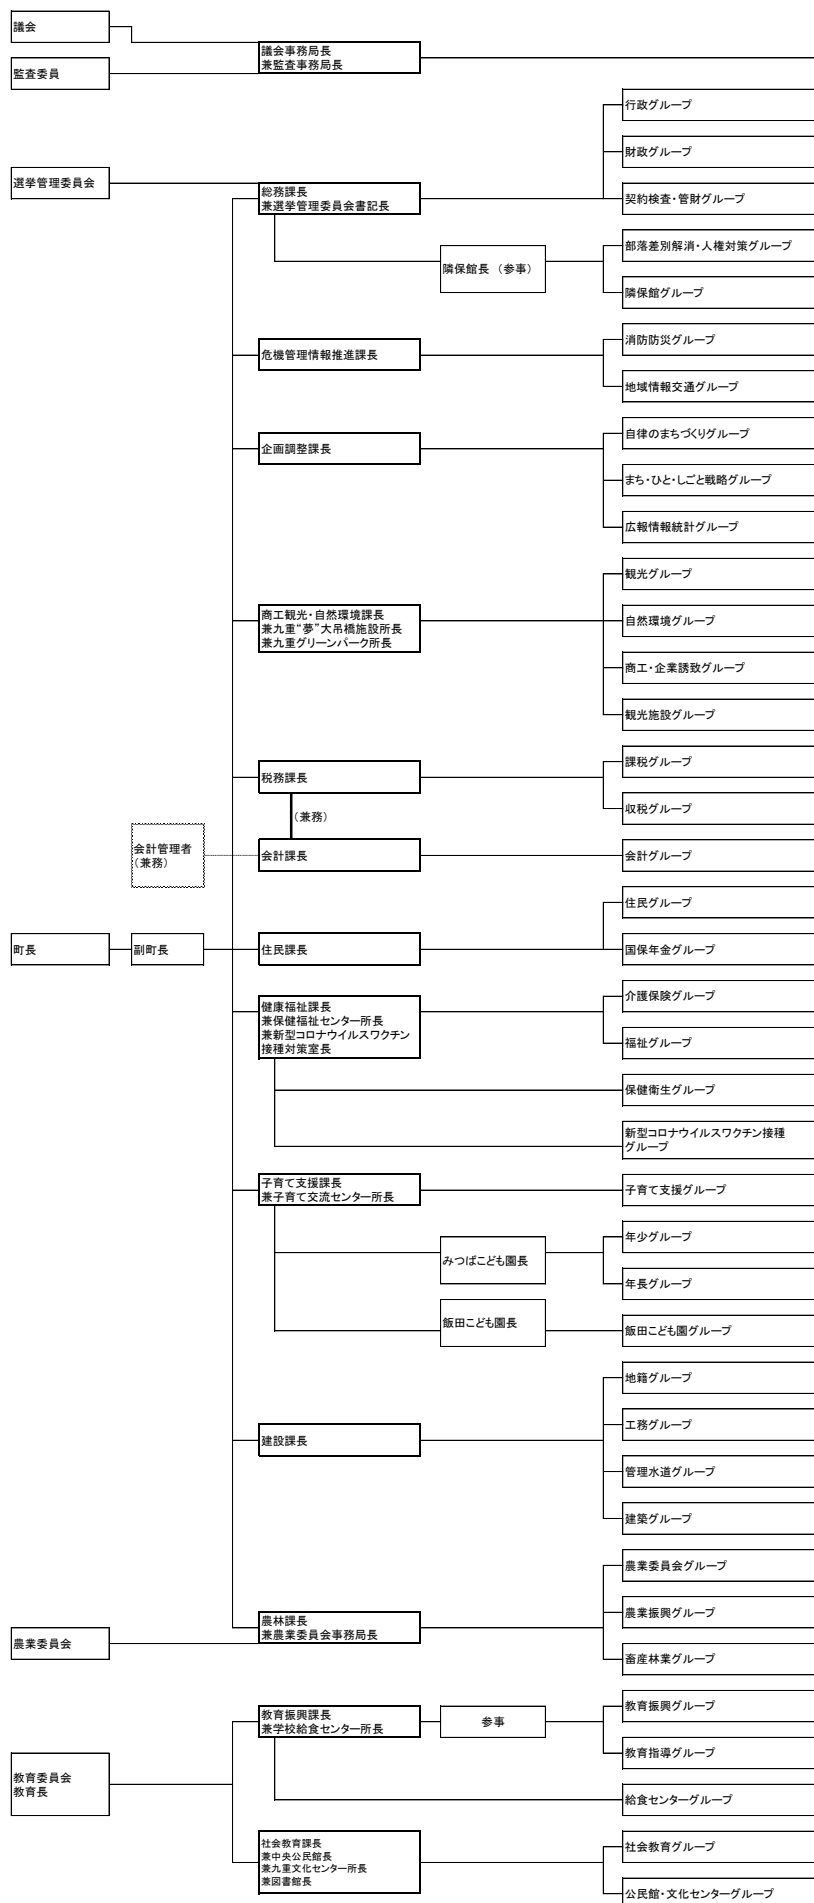 議会
議会事務局長
兼監査事務局長
監査委員
行政グループ
財政グループ
選挙管理委員会
総務課長
兼選挙管理委員会書記長
契約検査・管財グループ
隣保館長 （参事）
部落差別解消・人権対策グループ
隣保館グループ
危機管理情報推進課長
消防防災グループ
地域情報交通グループ
企画調整課長
自律のまちづくりグループ
まち・ひと・しごと戦略グループ
広報情報統計グループ
商工観光・自然環境課長
兼九重“夢”大吊橋施設所長
兼九重グリーンパーク所長
観光グループ
自然環境グループ
商工・企業誘致グループ
観光施設グループ
税務課長
課税グループ
収税グループ
（兼務）
会計管理者
（兼務）
会計課長
会計グループ
町長
副町長
住民課長
住民グループ
国保年金グループ
健康福祉課長
兼保健福祉センター所長
兼新型コロナウイルスワクチン
接種対策室長
介護保険グループ
福祉グループ
保健衛生グループ
新型コロナウイルスワクチン接種
グループ
子育て支援課長
兼子育て交流センター所長
子育て支援グループ
みつばこども園長
年少グループ
年長グループ
飯田こども園長
飯田こども園グループ
建設課長
地籍グループ
工務グループ
管理水道グループ
建築グループ
農業委員会
農林課長
兼農業委員会事務局長
農業委員会グループ
農業振興グループ
畜産林業グループ
教育委員会
教育長
教育振興課長
兼学校給食センター所長
参事
教育振興グループ
教育指導グループ
給食センターグループ
社会教育課長
兼中央公民館長
兼九重文化センター所長
兼図書館長
社会教育グループ
公民館・文化センターグループ